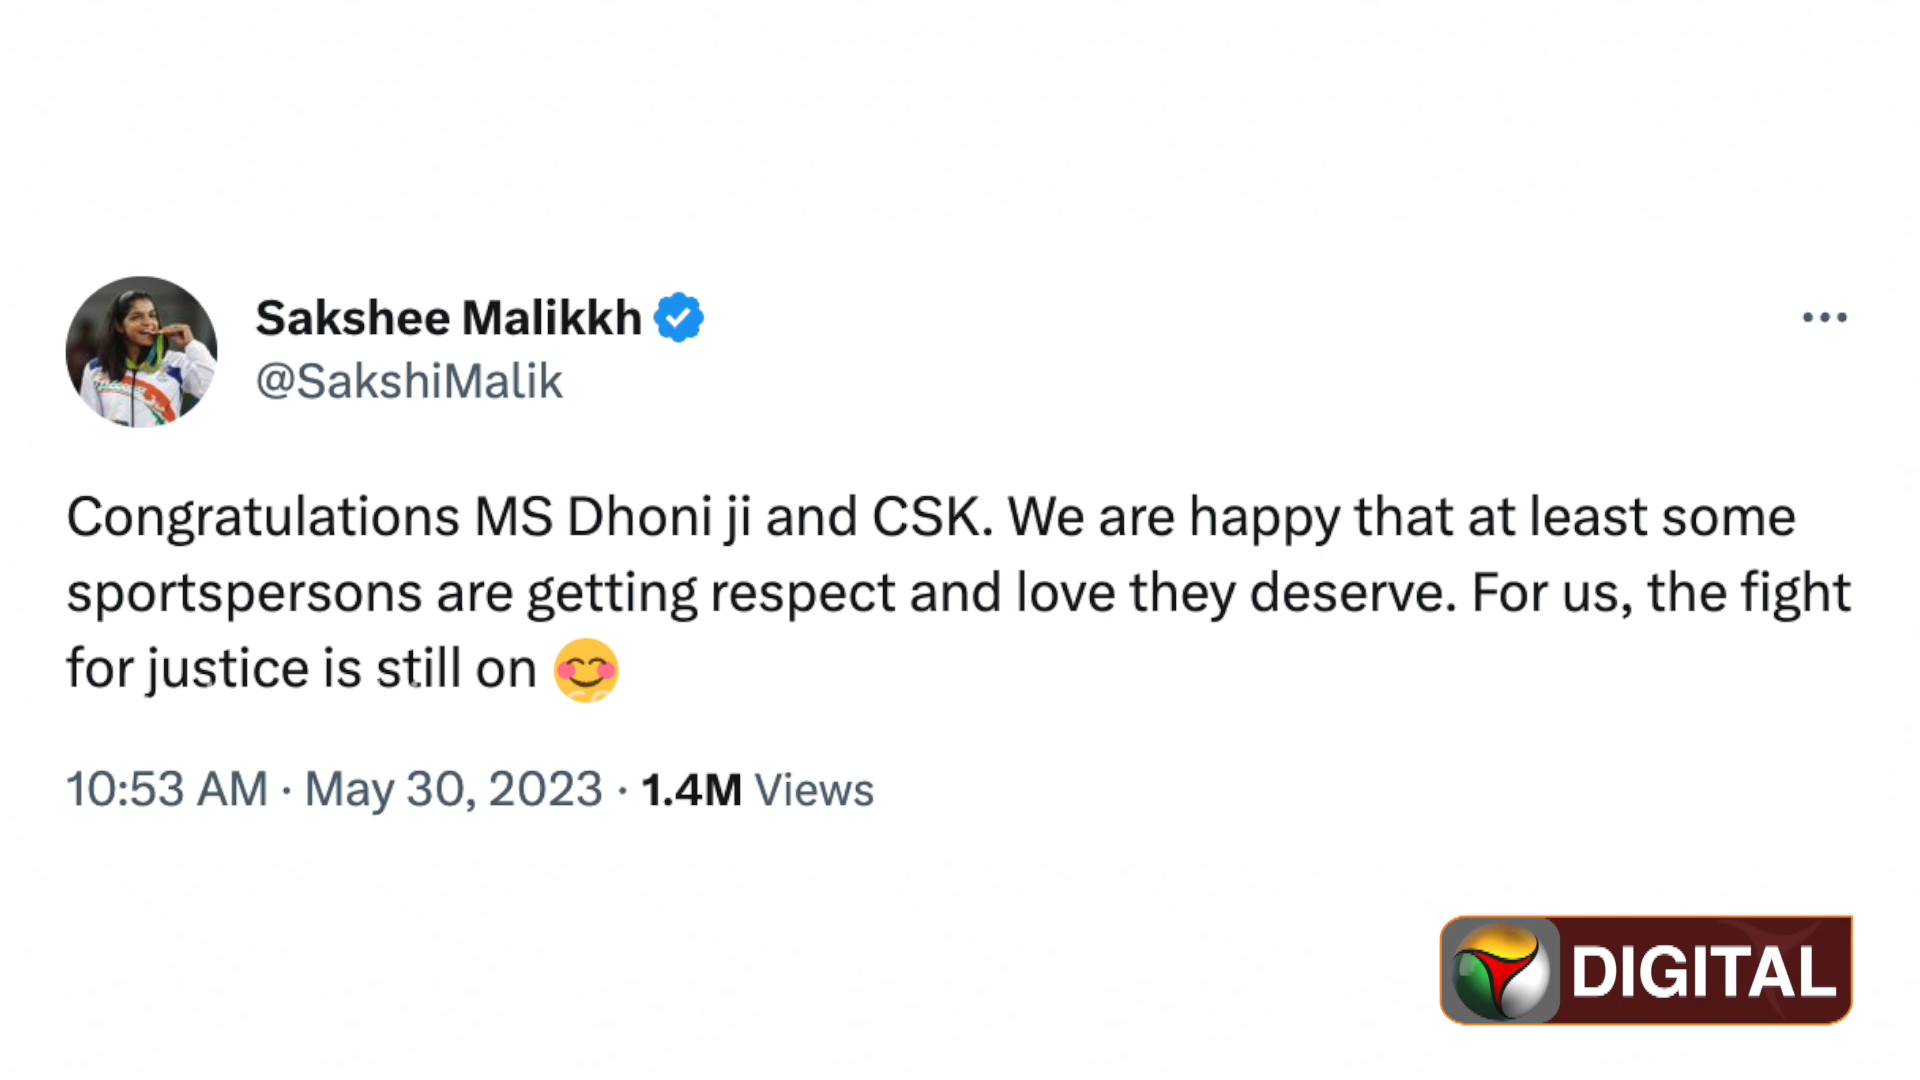 Sakshee Malikkh
@SakshiMalik
Congratulations MS Dhoni ji and CSK. We are happy that at least some
sportspersons are getting respect and love they deserve. For us, the fight
for justice is still on 😊
10:53 AM · May 30, 2023 · 1.4M Views
DIGITAL